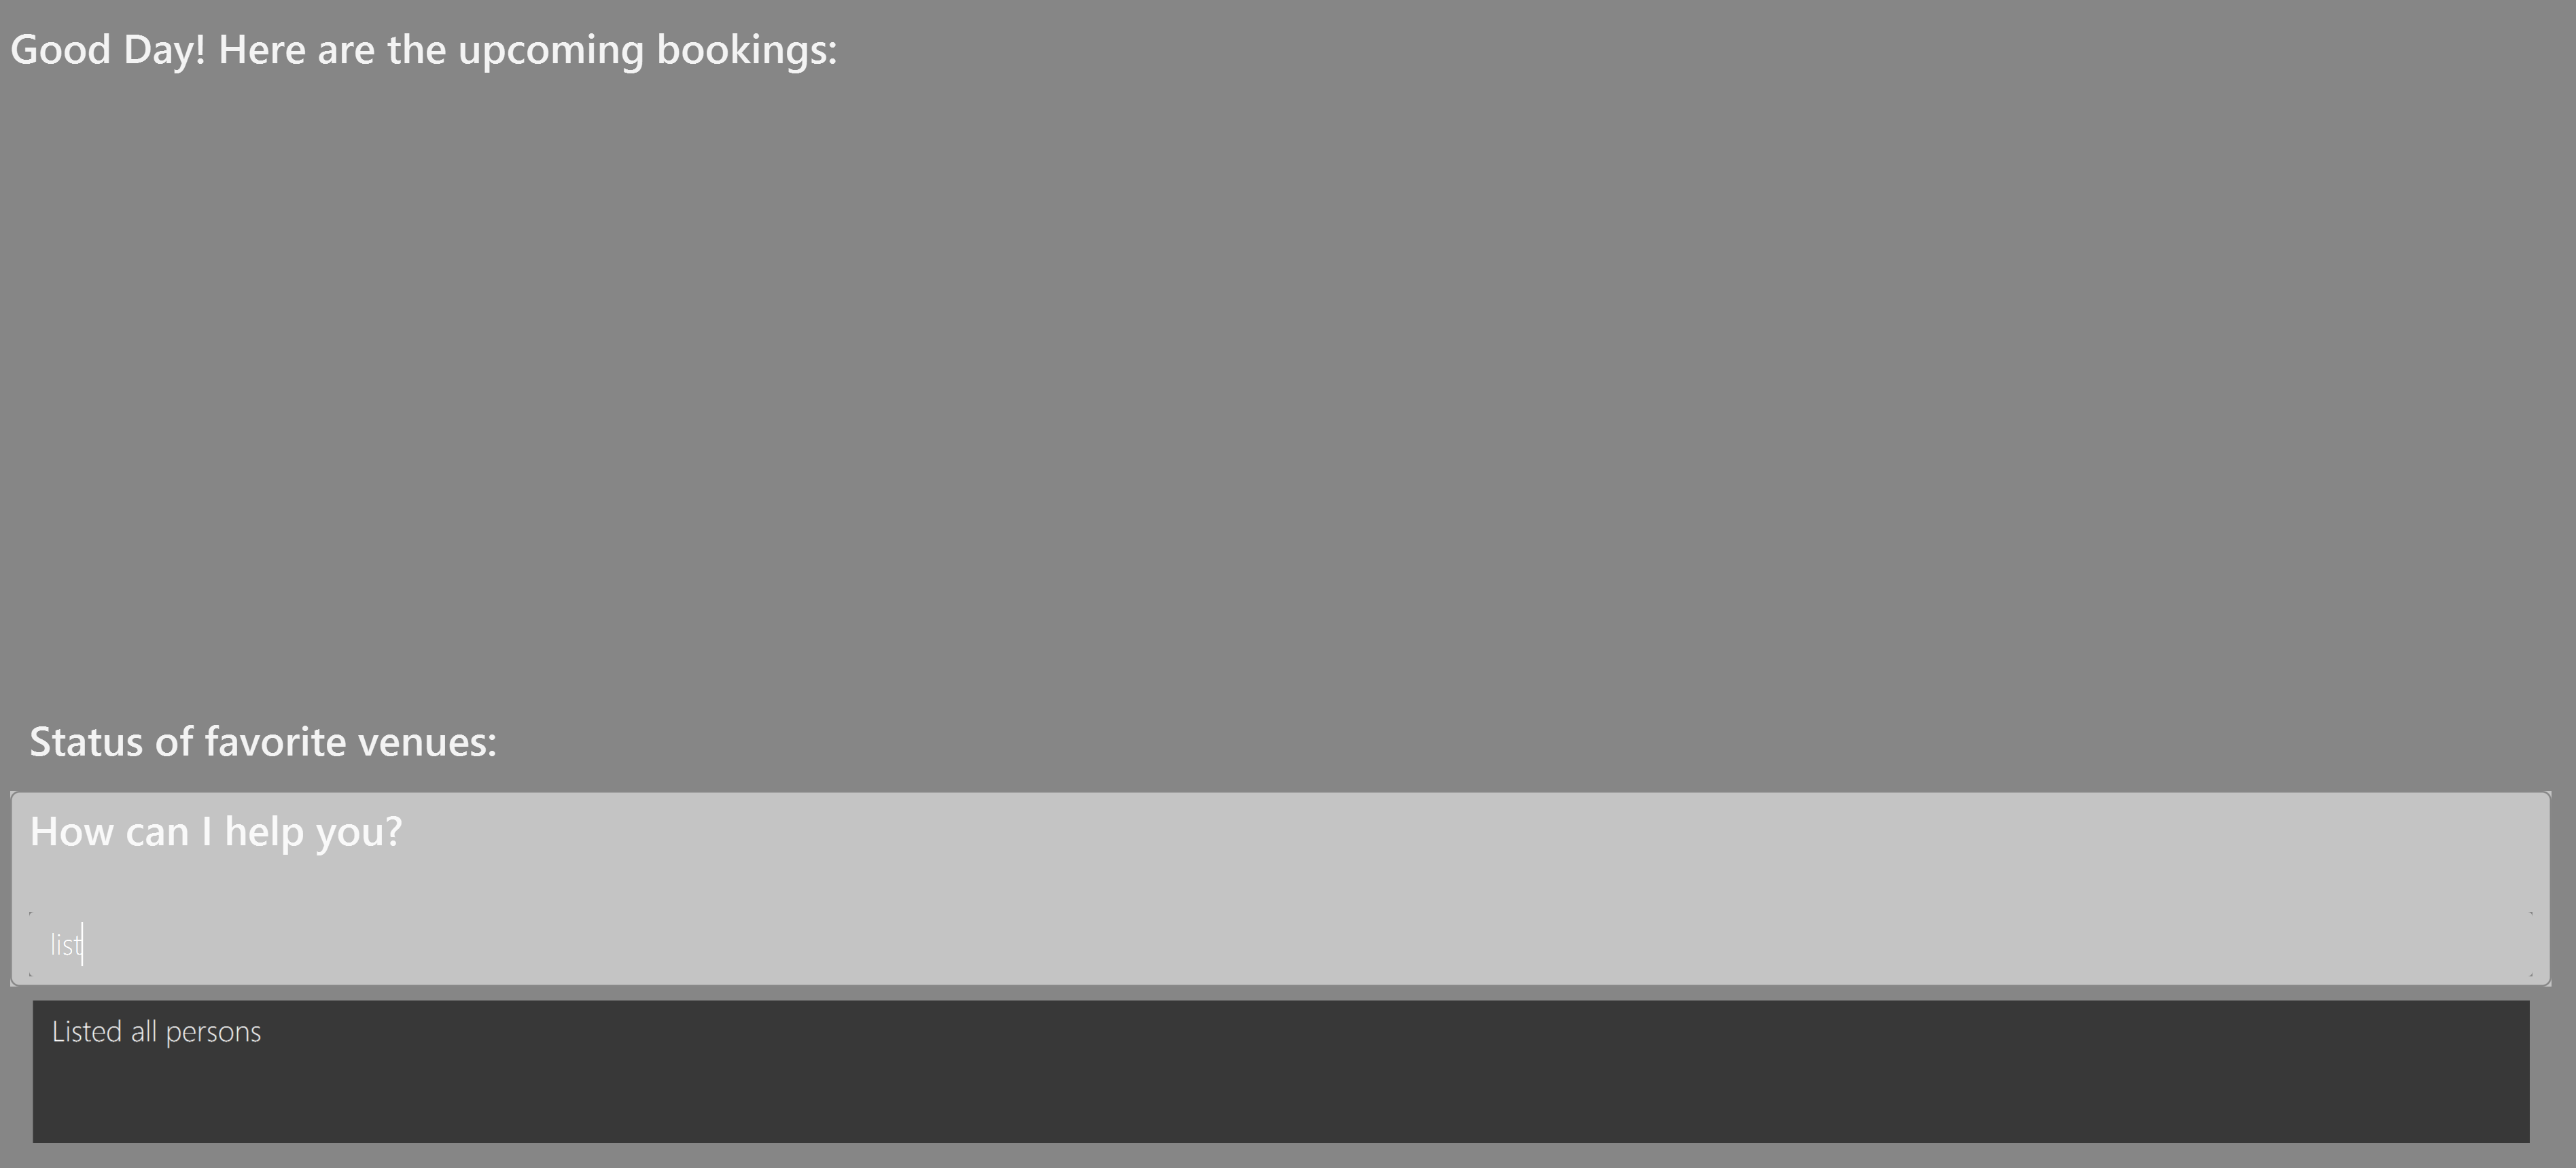 Good Day! Here are the upcoming bookings:
Status of favorite venues:
How can I help you?
list
Listed all persons